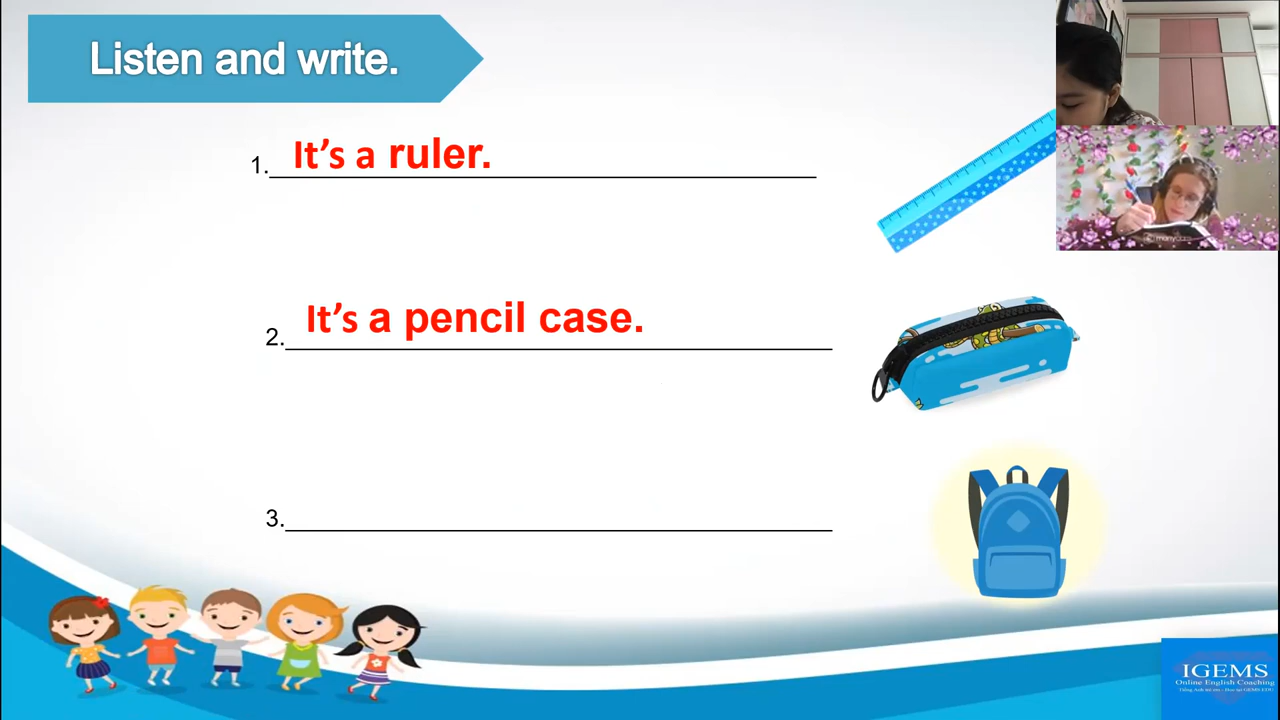 Listen and write.
1. It's a ruler.
2. It's a pencil case.
3.
IGEMS
Online English Coaching